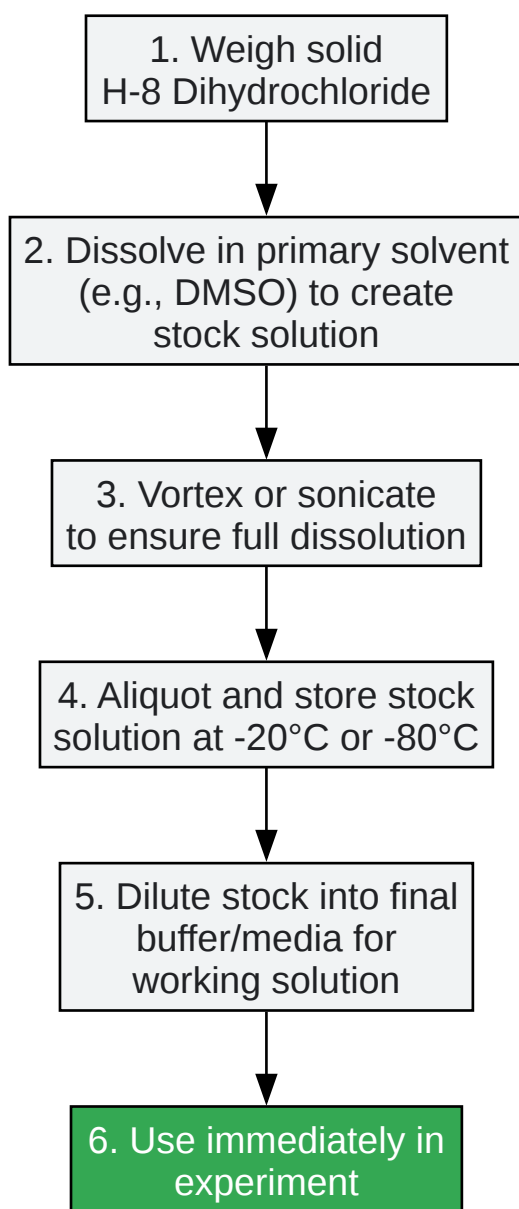 1. Weigh solid
H-8 Dihydrochloride
2. Dissolve in primary solvent
(e.g., DMSO) to create
stock solution
3. Vortex or sonicate
to ensure full dissolution
4. Aliquot and store stock
solution at -20°C or -80°C
5. Dilute stock into final
buffer/media for
working solution
6. Use immediately in
experiment